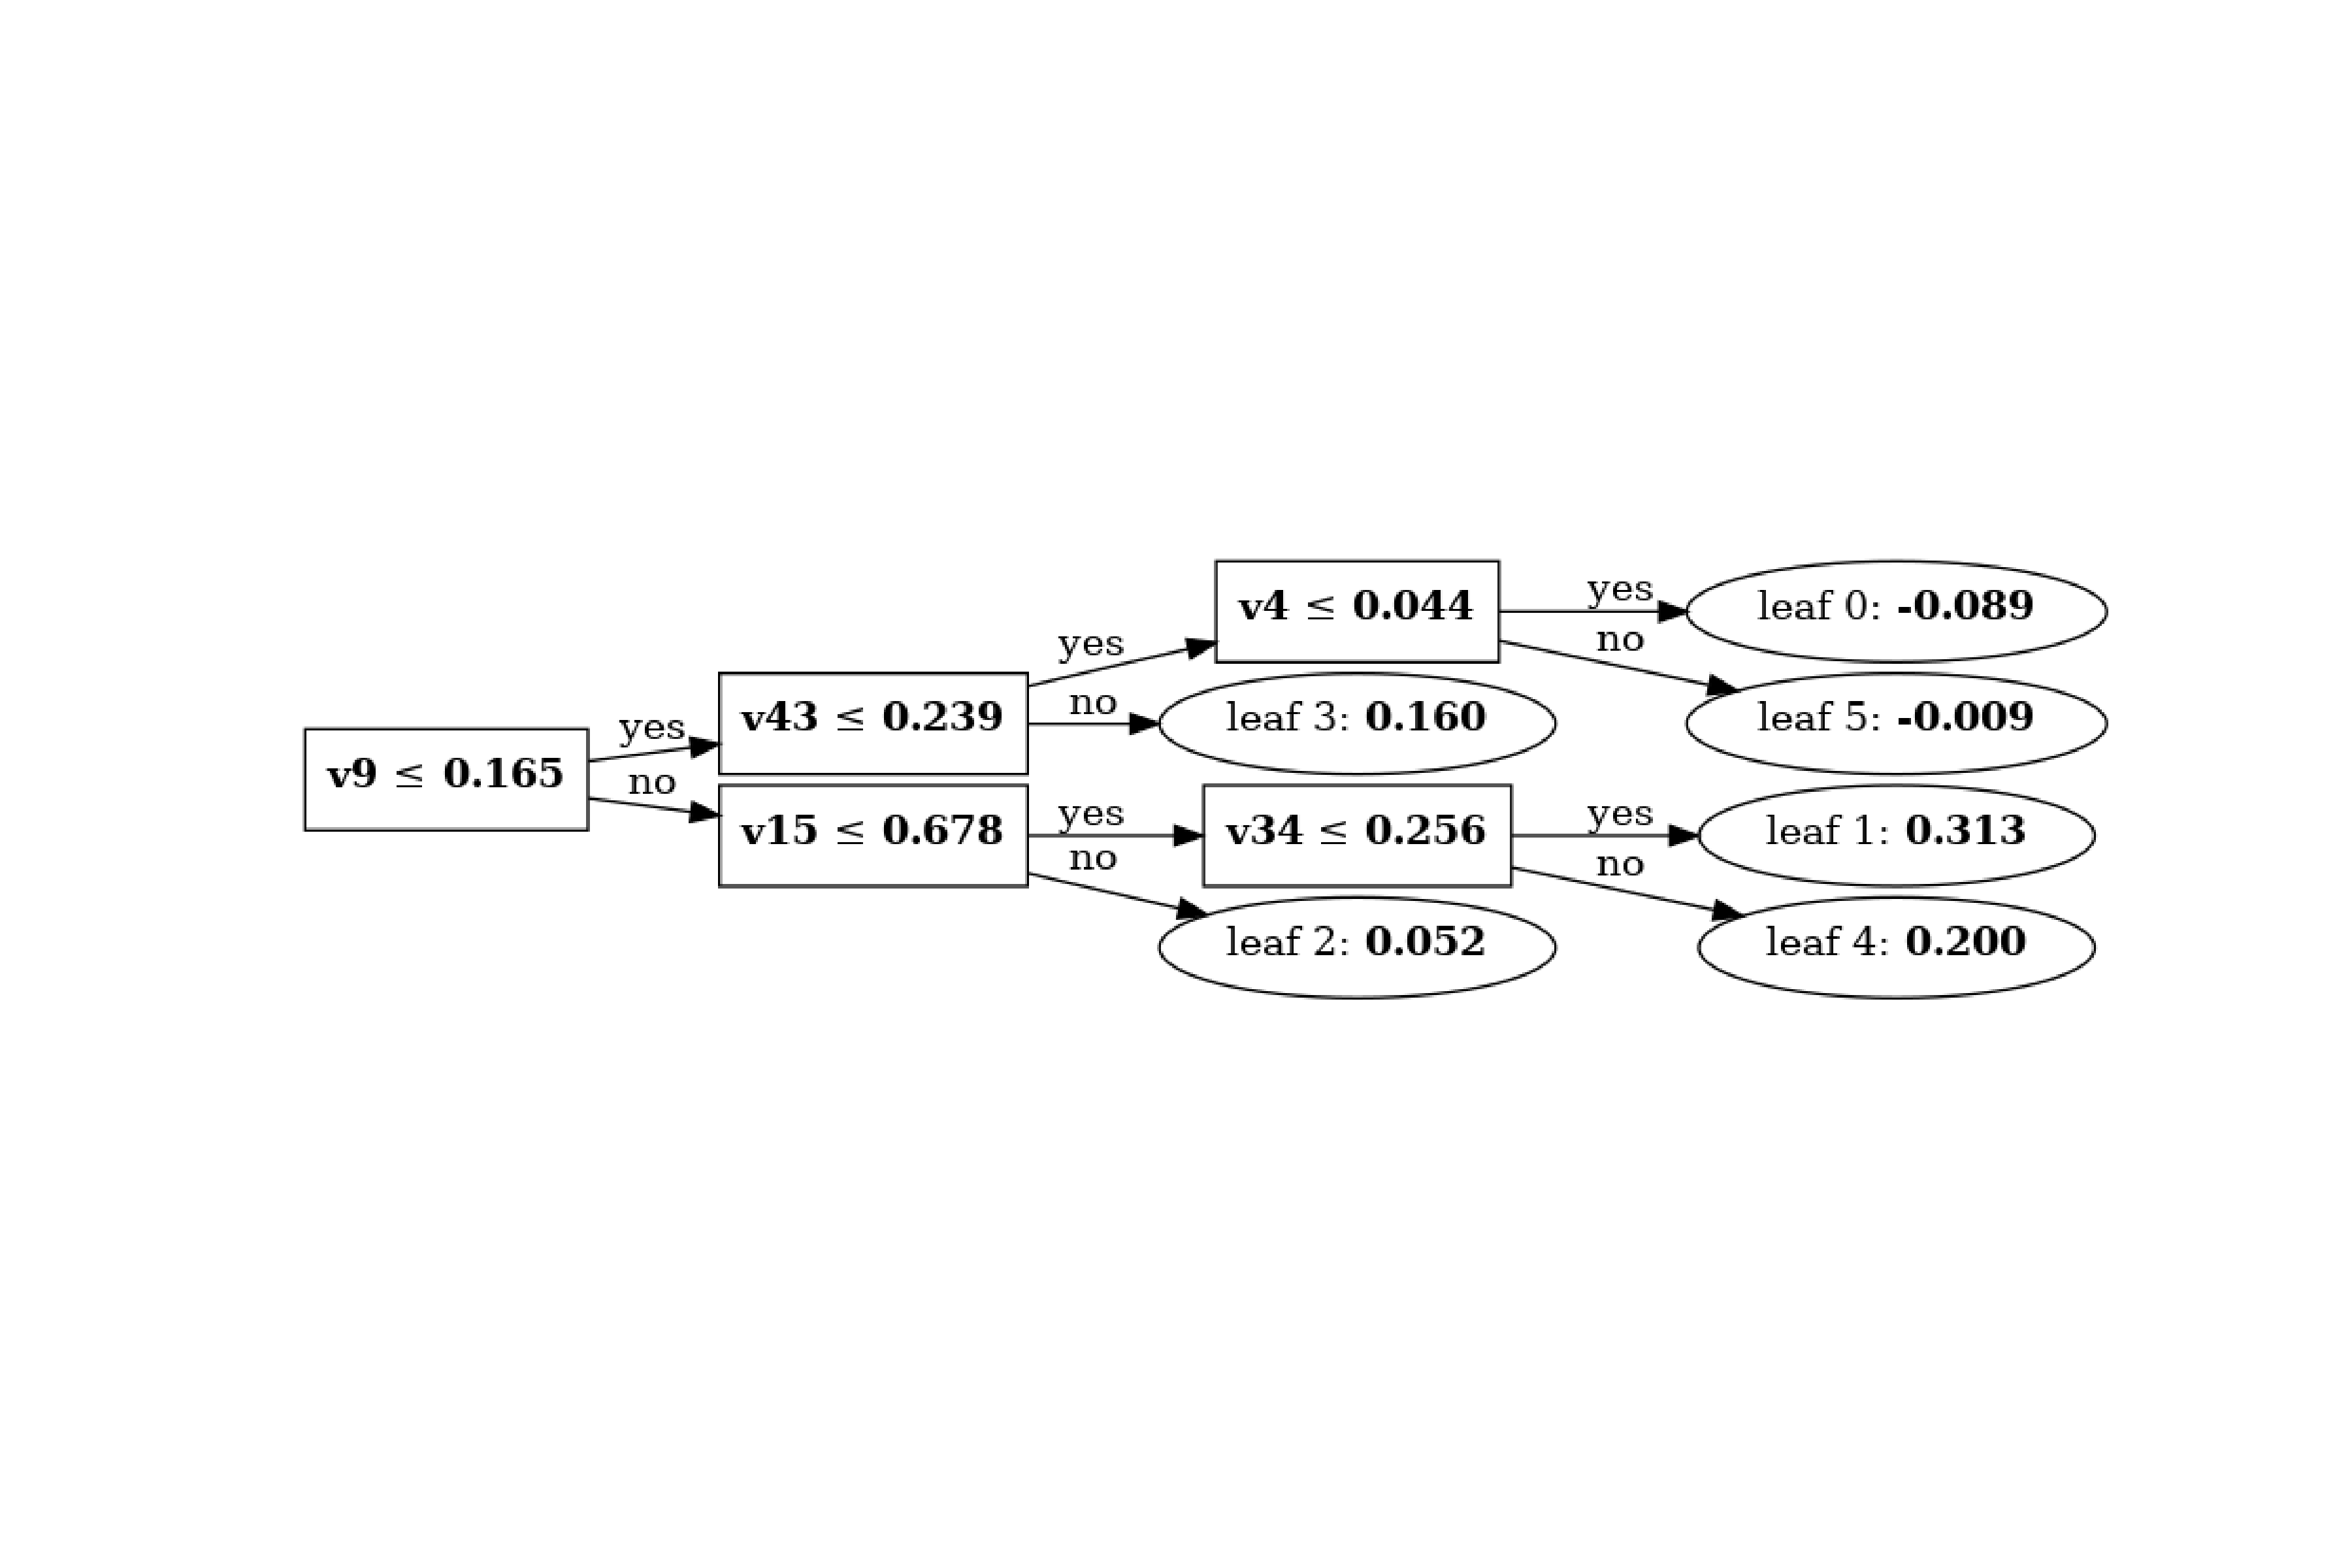 v4 ≤ 0.044
yes
leaf 0: -0.089
no
yes
v43 ≤ 0.239
no
leaf 3: 0.160
leaf 5: -0.009
yes
v9 ≤ 0.165
no
v15 ≤ 0.678
yes
v34 ≤ 0.256
yes
leaf 1: 0.313
no
no
leaf 2: 0.052
leaf 4: 0.200